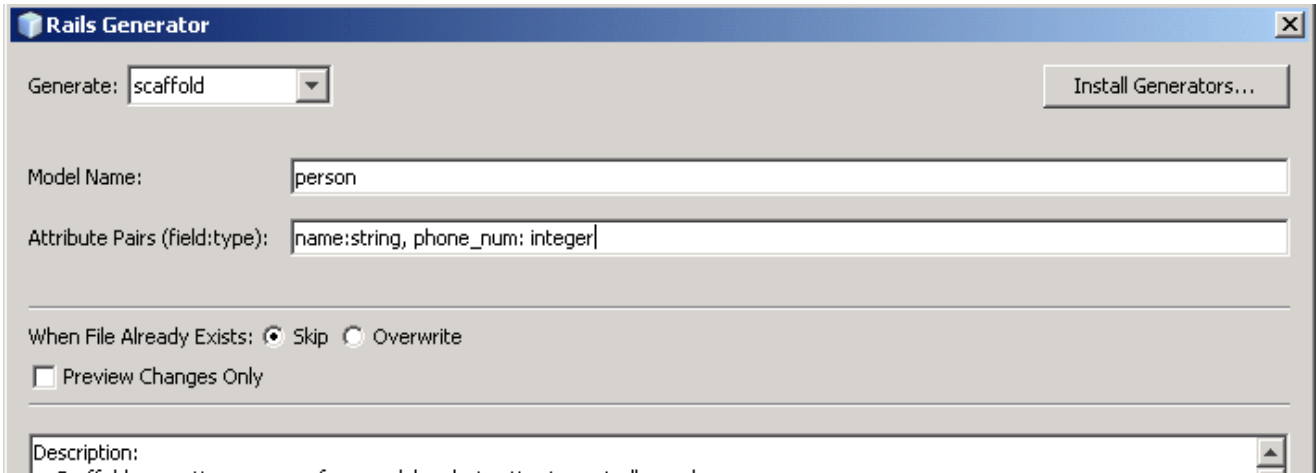 Rails Generator
Generate: scaffold Install Generators...
Model Name: person
Attribute Pairs (field:type): name:string, phone_num: integer
When File Already Exists: Skip Overwrite
Preview Changes Only
Description: